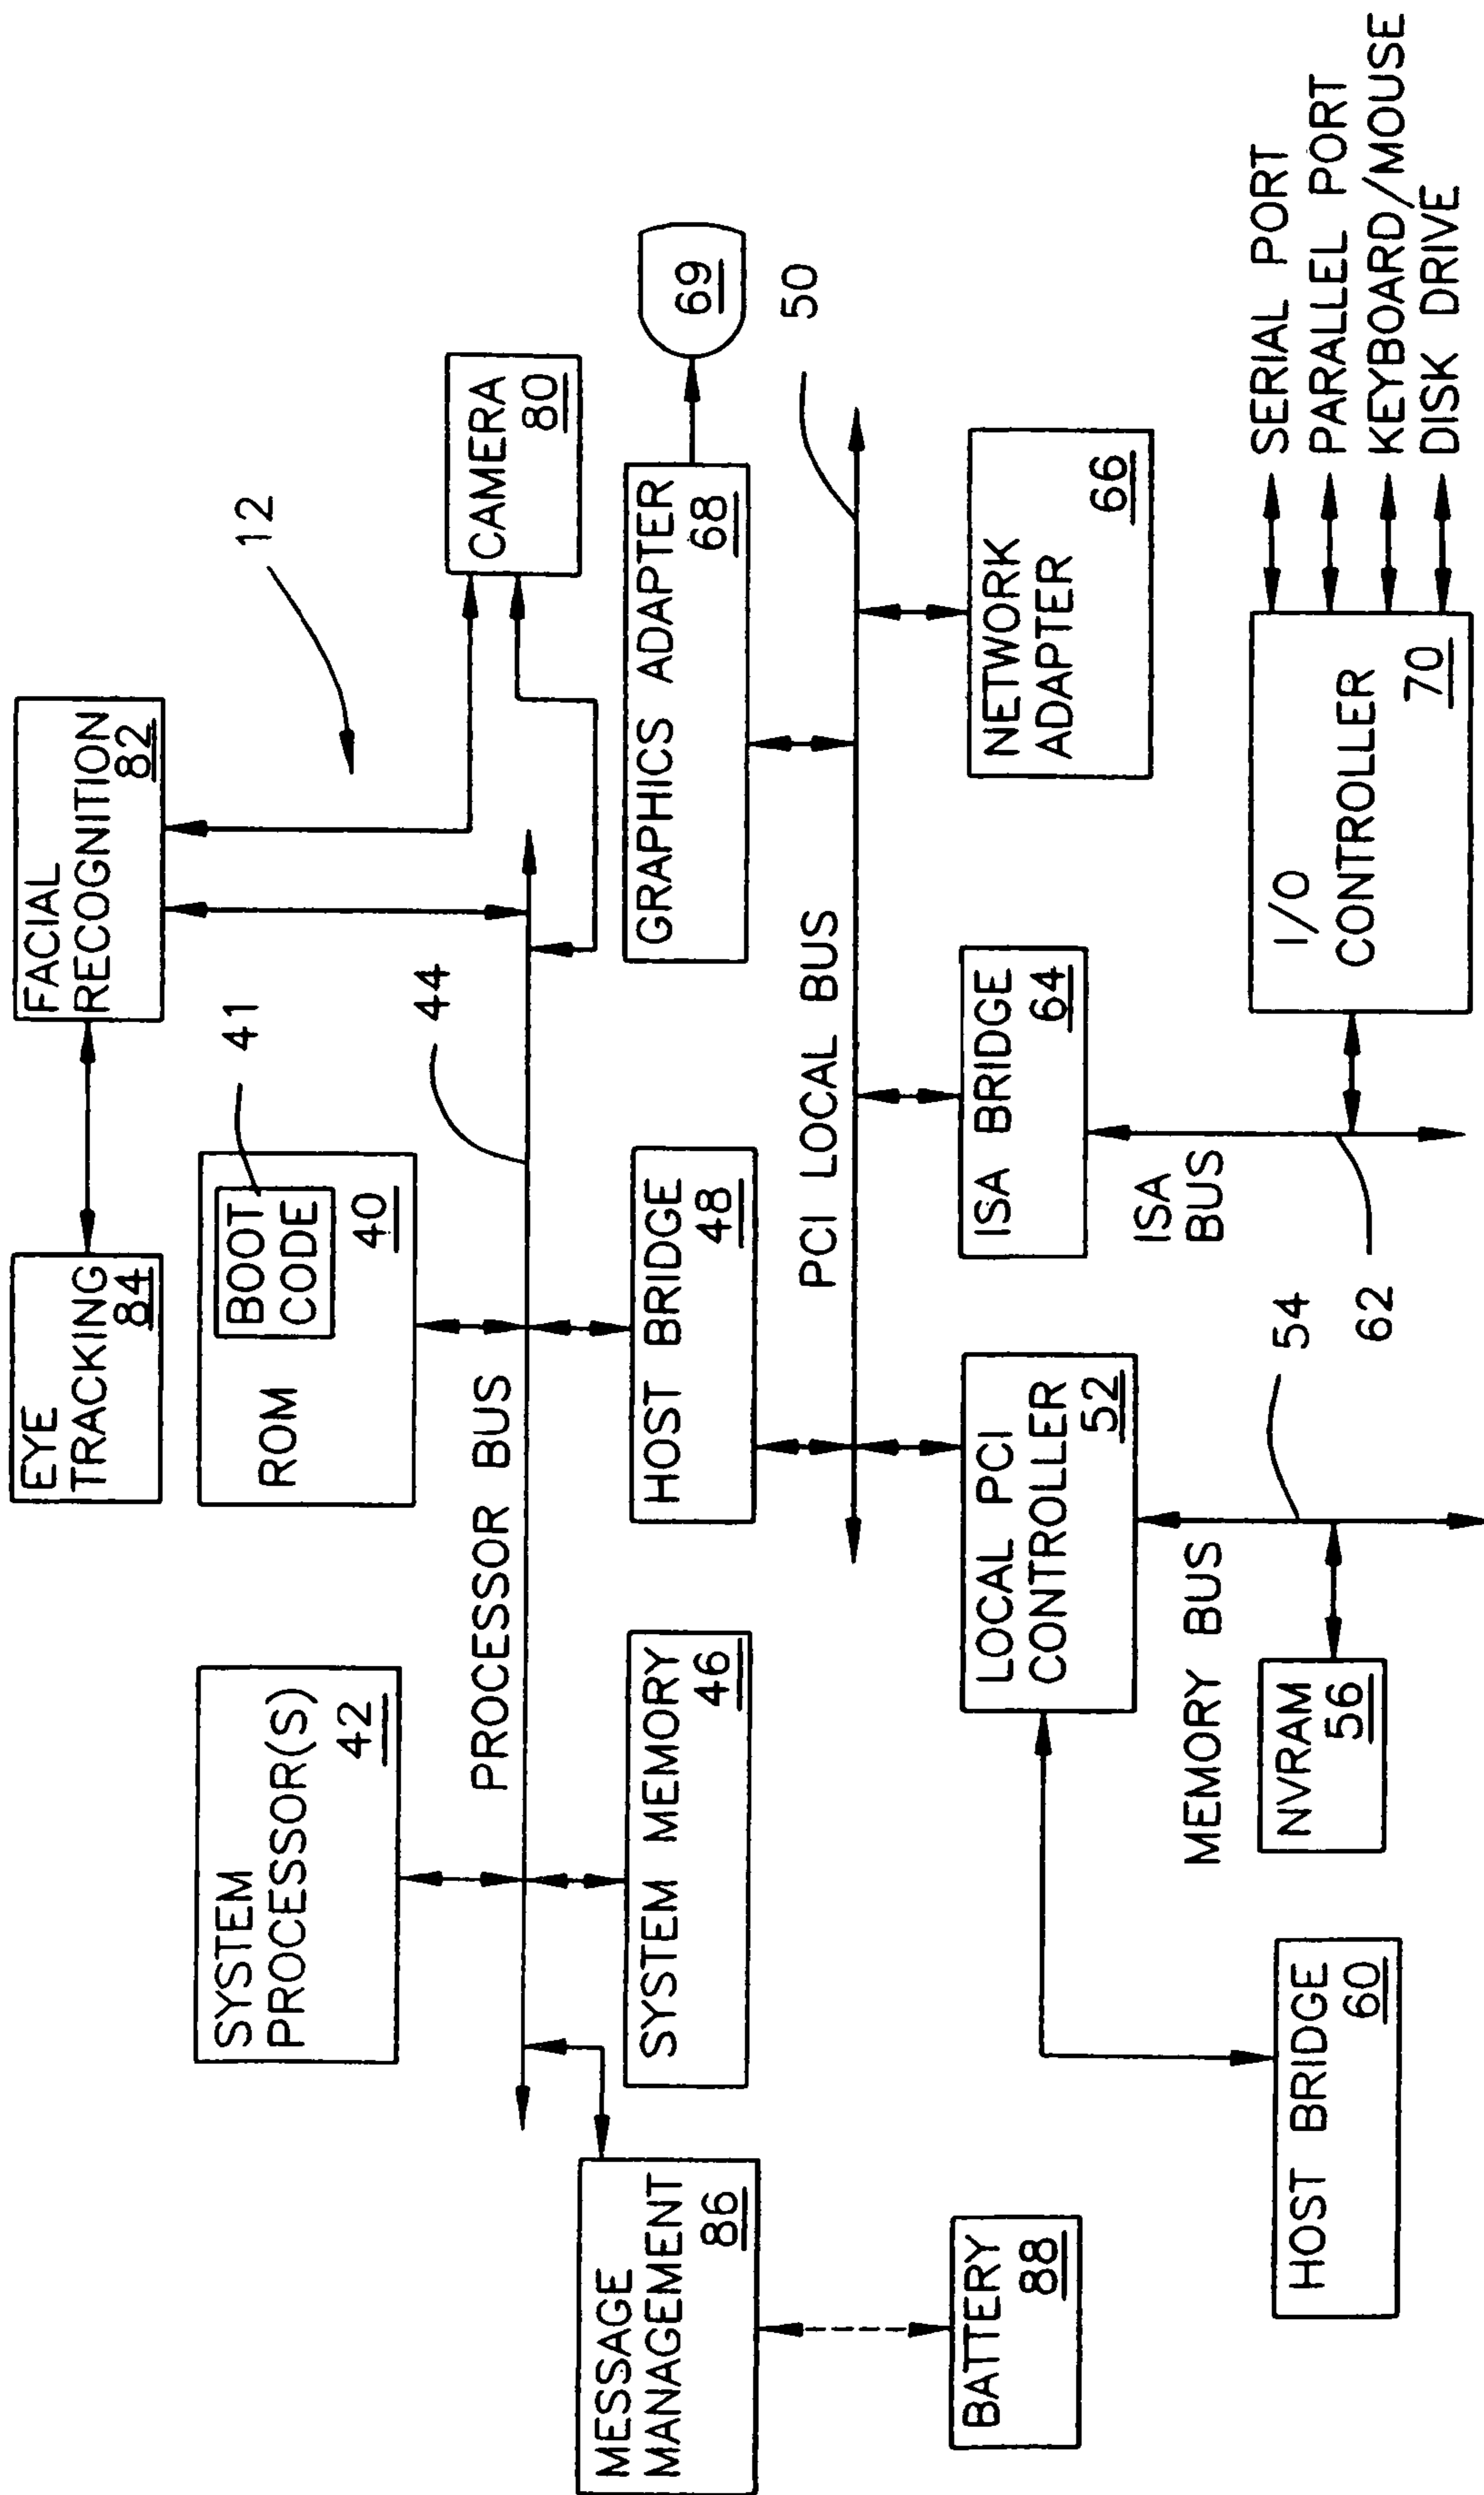 EYE
TRACKING
84
FACIAL
RECOGNITION
82
12
SYSTEM
PROCESSOR(S)
42
ROM
BOOT
CODE
40
41
44
CAMERA
80
PROCESSOR BUS
MESSAGE
MANAGEMENT
86
SYSTEM MEMORY
46
HOST BRIDGE
48
GRAPHICS ADAPTER
68
69
PCI LOCAL BUS
50
BATTERY
88
LOCAL PCI
CONTROLLER
52
ISA BRIDGE
64
NETWORK
ADAPTER
66
MEMORY BUS
ISA
BUS
HOST BRIDGE
60
NVRAM
56
54
62
I/O
CONTROLLER
70
SERIAL PORT
PARALLEL PORT
KEYBOARD/MOUSE
DISK DRIVE